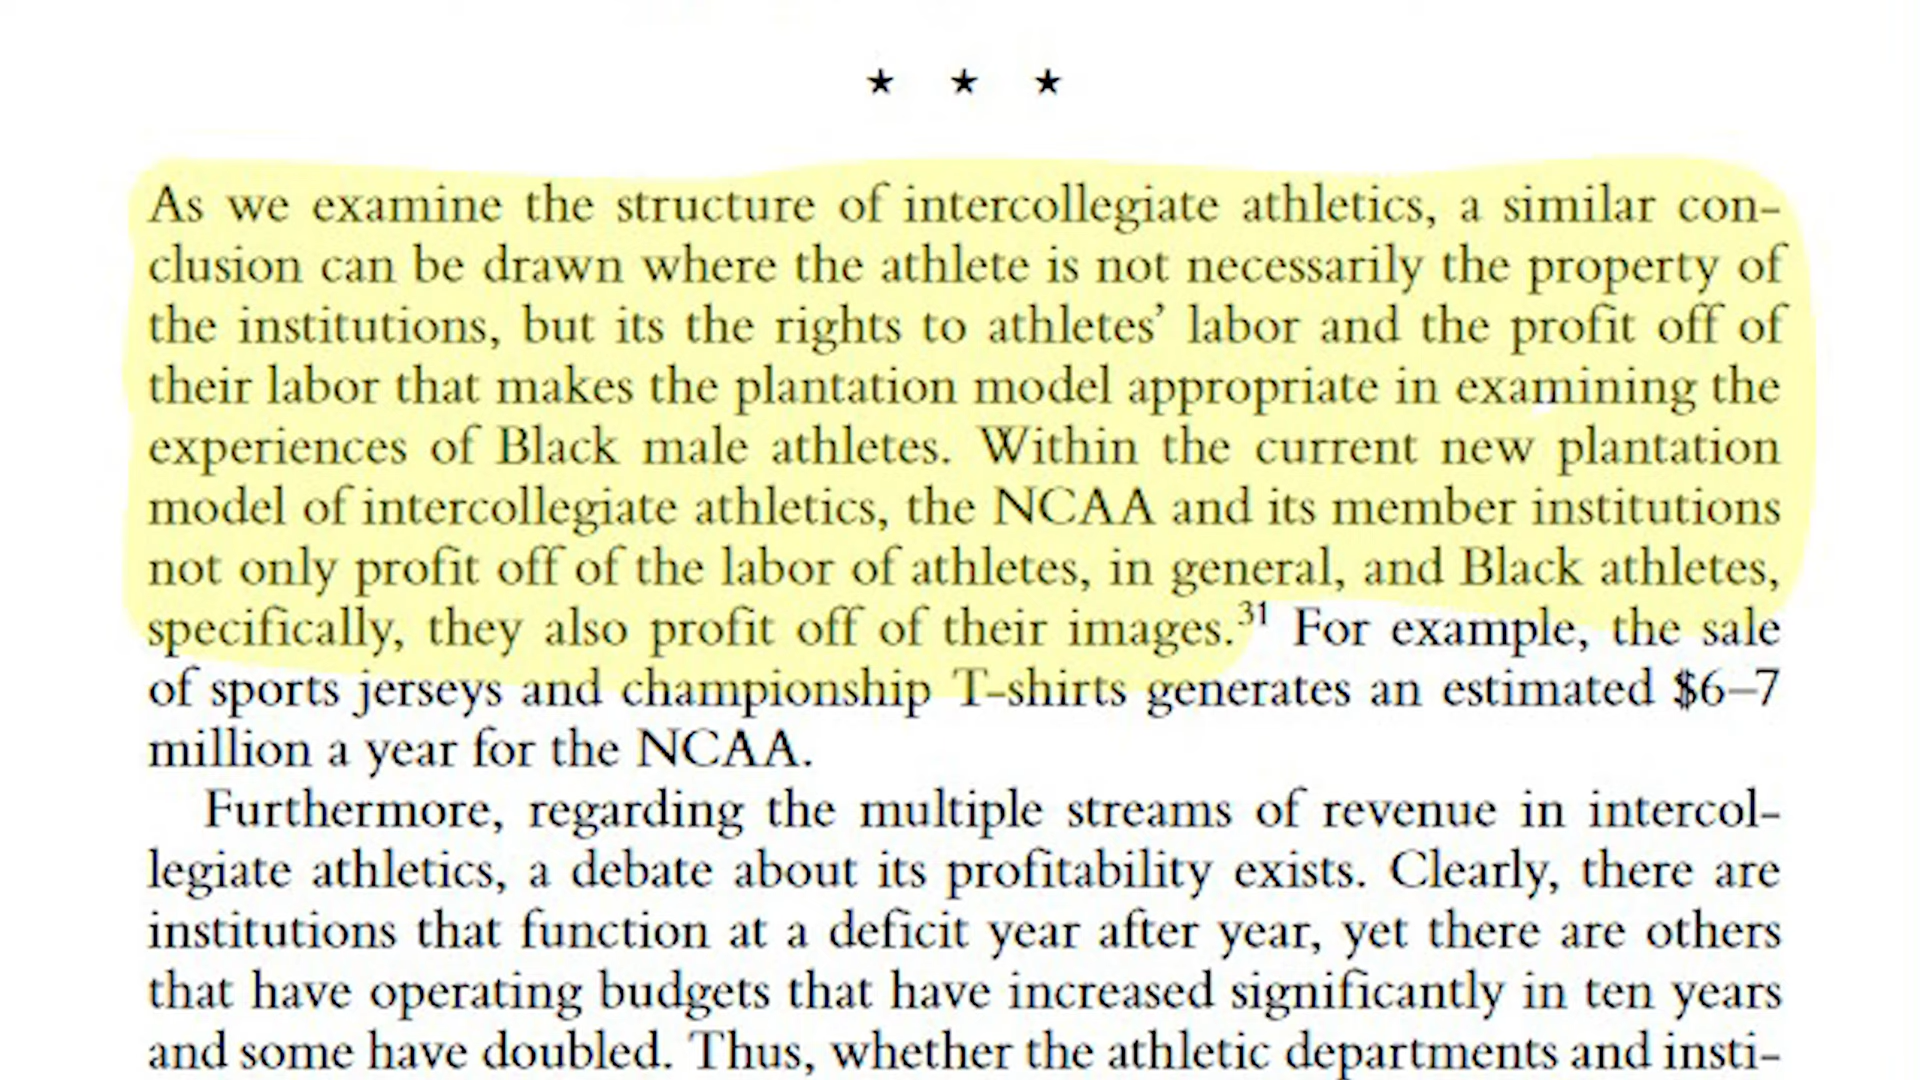 ★ ★ ★
As we examine the structure of intercollegiate athletics, a similar con-
clusion can be drawn where the athlete is not necessarily the property of
the institutions, but its the rights to athletes’ labor and the profit off of
their labor that makes the plantation model appropriate in examining the
experiences of Black male athletes. Within the current new plantation
model of intercollegiate athletics, the NCAA and its member institutions
not only profit off of the labor of athletes, in general, and Black athletes,
specifically, they also profit off of their images.31 For example, the sale
of sports jerseys and championship T-shirts generates an estimated $6–7
million a year for the NCAA.
Furthermore, regarding the multiple streams of revenue in intercol-
legiate athletics, a debate about its profitability exists. Clearly, there are
institutions that function at a deficit year after year, yet there are others
that have operating budgets that have increased significantly in ten years
and some have doubled. Thus, whether the athletic departments and insti-